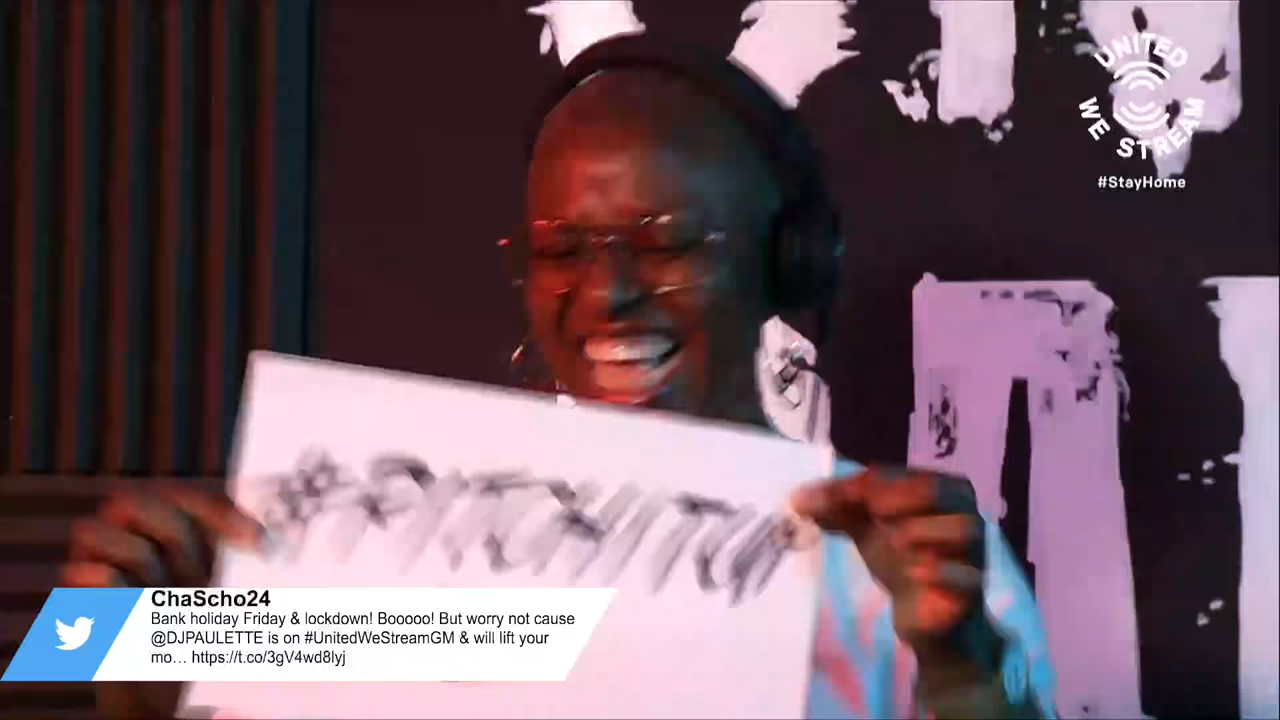 UNITED
WE STREAM
#StayHome
ChaScho24
Bank holiday Friday & lockdown! Booooo! But worry not cause
@DJPAULETTE is on #UnitedWeStreamGM & will lift your
mo… https://t.co/3gV4wd8lyj